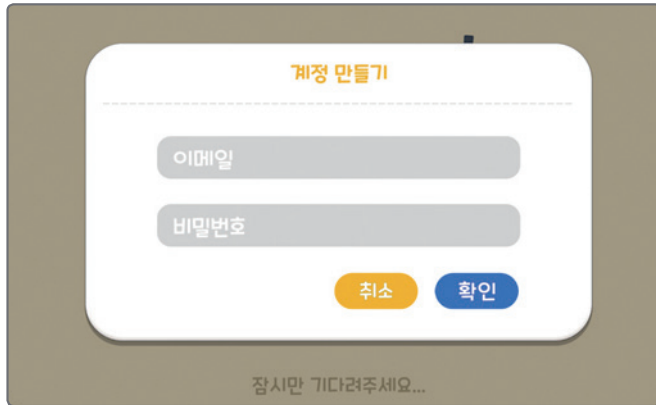 계정 만들기
이메일
비밀번호
취소 확인
잠시만 기다려주세요...